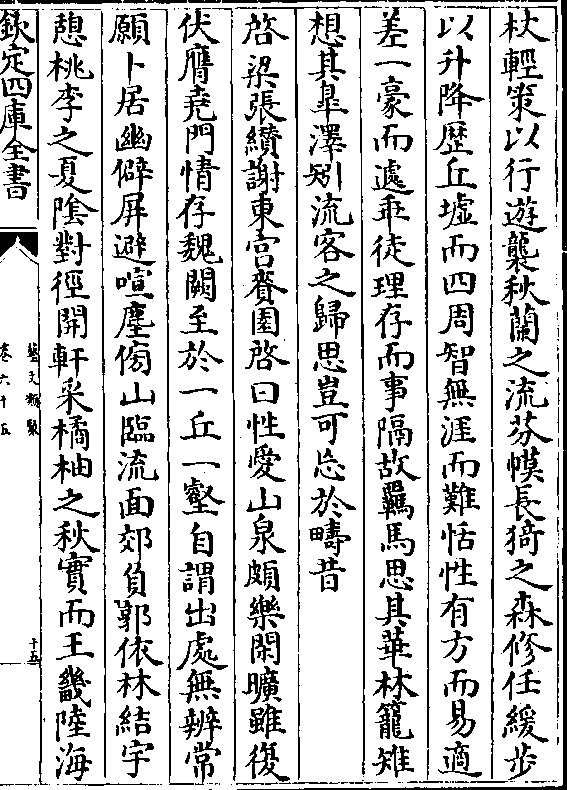 杖輕䇿以行遊襲秋蘭之流芬幙長猗之森修任緩步
以升降歴丘墟而四周智無涯而難恬性有方而易適
差一豪而遽乖徒理存而事隔故羈馬思其華林籠雉
想其臯澤矧流客之歸思豈可忘於疇昔
啓梁張纘謝東宫賚園啓曰性愛山泉頗樂閑曠雖復
伏膺堯門情存魏闕至於一丘一壑自謂出處無辨常
願卜居幽僻屏避喧塵傍山臨流面郊負郭依林結宇
憇桃李之夏陰對徑開軒采橘柚之秋實而王畿陸海
欽定四庫全書
藝文類聚
卷六十五
十五